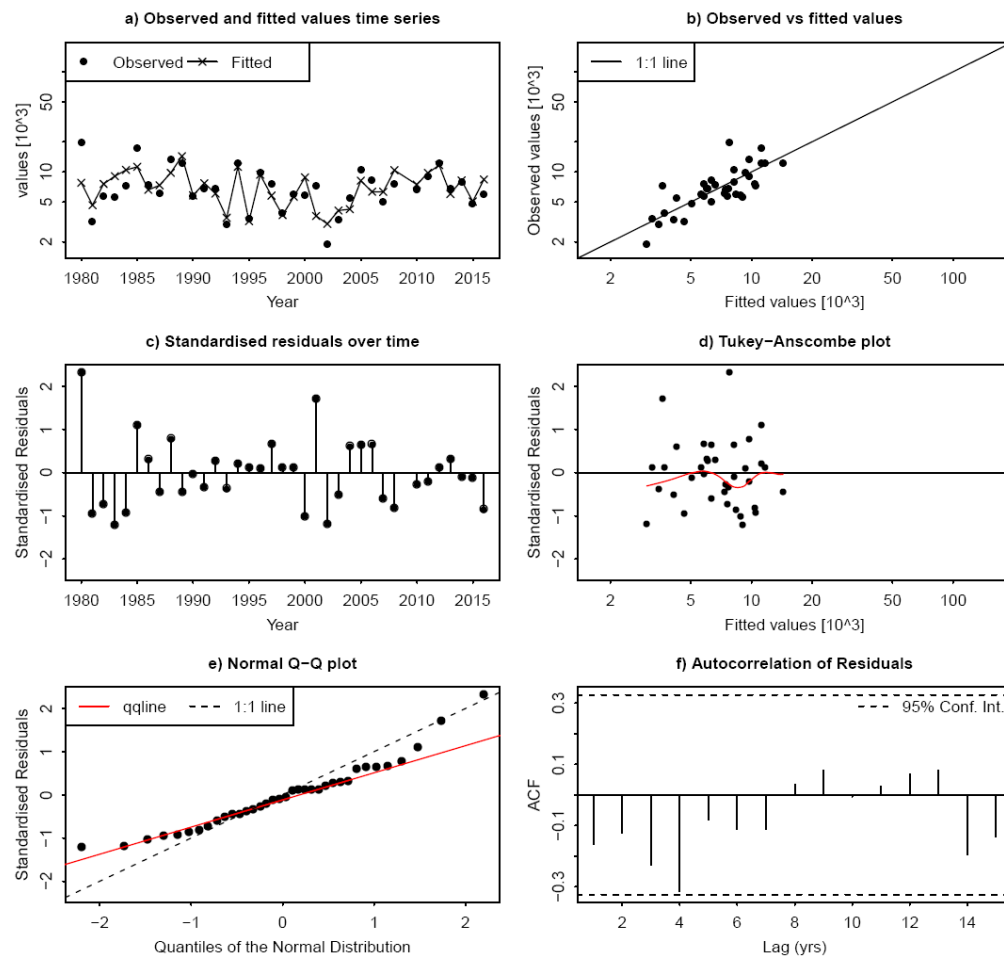 a) Observed and fitted values time series
values [10^3]
50
10
5
2
Observed Fitted
1980 1985 1990 1995 2000 2005 2010 2015
Year
b) Observed vs fitted values
Observed values [10^3]
50
10
5
2
1:1 line
2 5 10 20 50 100
Fitted values [10^3]
c) Standardised residuals over time
Standardised Residuals
2
1
0
−1
−2
1980 1985 1990 1995 2000 2005 2010 2015
Year
d) Tukey−Anscombe plot
Standardised Residuals
2
1
0
−1
−2
2 5 10 20 50 100
Fitted values [10^3]
e) Normal Q−Q plot
Standardised Residuals
2
1
0
−1
−2
qqline 1:1 line
−2 −1 0 1 2
Quantiles of the Normal Distribution
f) Autocorrelation of Residuals
ACF
0.3
0.1
−0.1
−0.3
95% Conf. Int.
2 4 6 8 10 12 14
Lag (yrs)